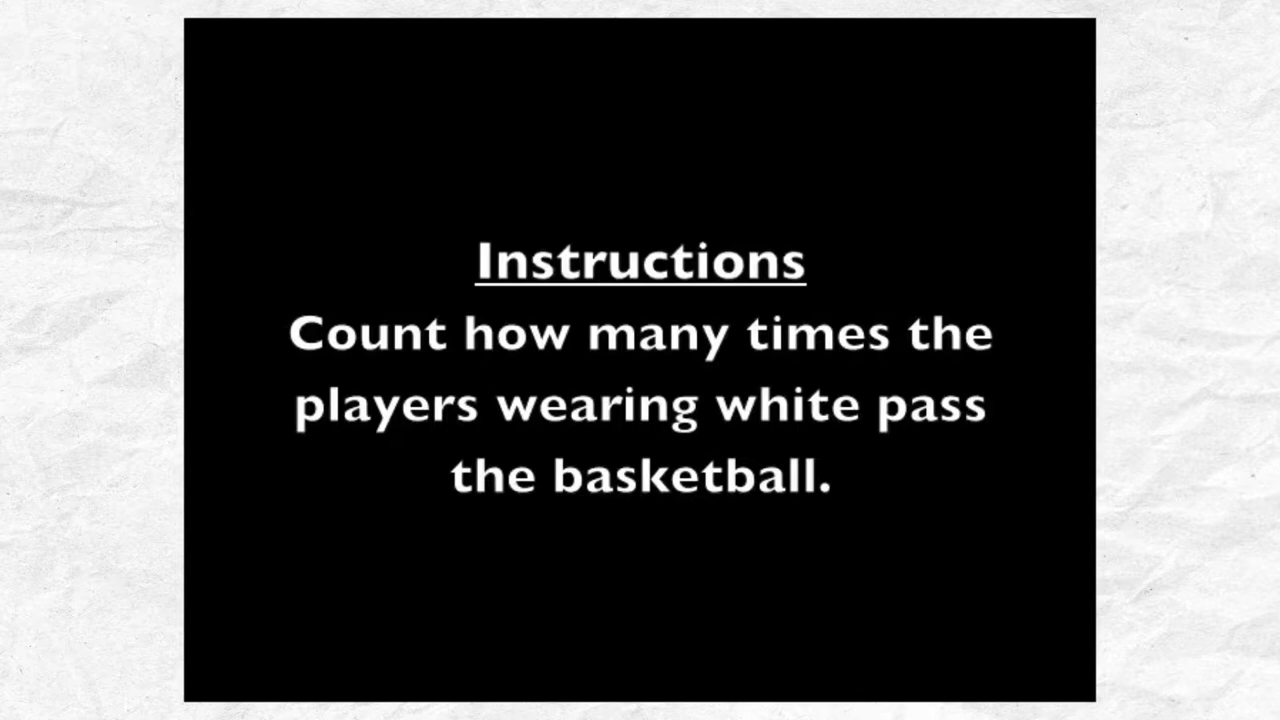 Instructions
Count how many times the
players wearing white pass
the basketball.